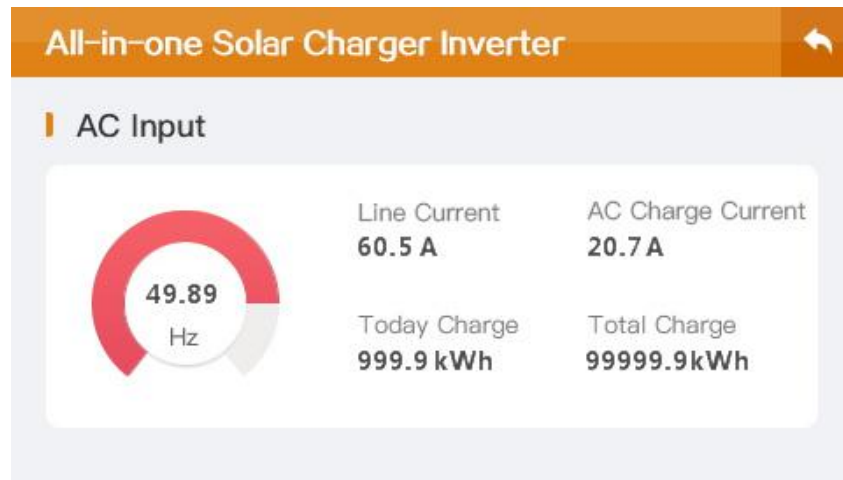 All-in-one Solar Charger Inverter
AC Input
49.89
Hz
Line Current
60.5 A
AC Charge Current
20.7 A
Today Charge
999.9 kWh
Total Charge
99999.9kWh